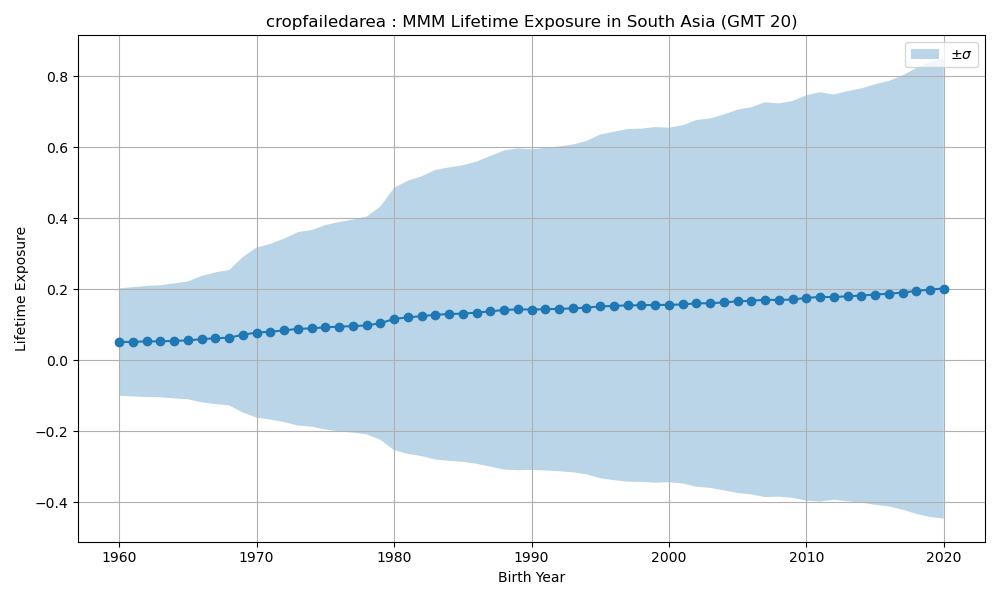 cropfailedarea : MMM Lifetime Exposure in South Asia (GMT 20)
±σ
Lifetime Exposure
0.8
0.6
0.4
0.2
0.0
−0.2
−0.4
1960 1970 1980 1990 2000 2010 2020
Birth Year